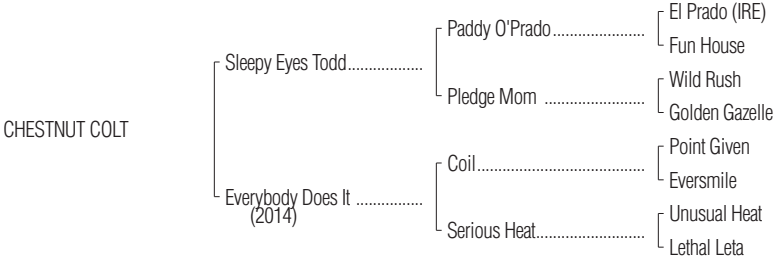 El Prado (IRE)
Paddy O'Prado......................
Fun House
Sleepy Eyes Todd..................
Wild Rush
Pledge Mom ........................
Golden Gazelle
CHESTNUT COLT
Point Given
Coil........................................
Eversmile
Everybody Does It ................
(2014)
Unusual Heat
Serious Heat..........................
Lethal Leta